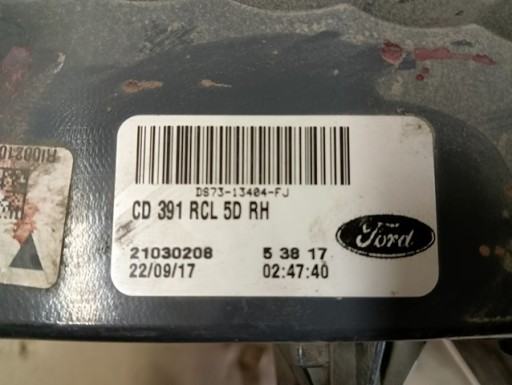 DS73-13404-FJ
CD 391 RCL 5D RH
Ford
21030208 5 38 17
22/09/17 02:47:40